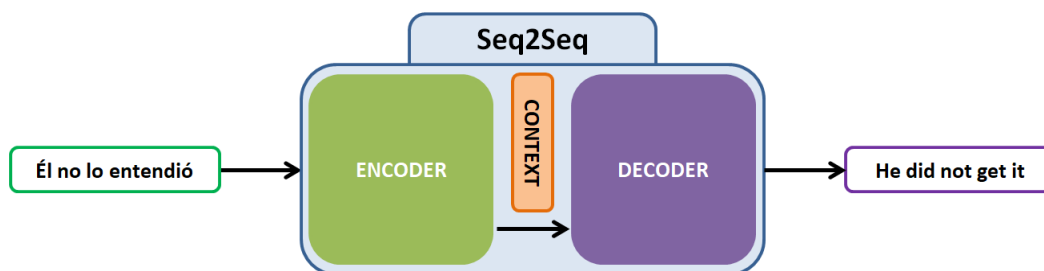 Seq2Seq
Él no lo entendió
ENCODER
CONTEXT
DECODER
He did not get it